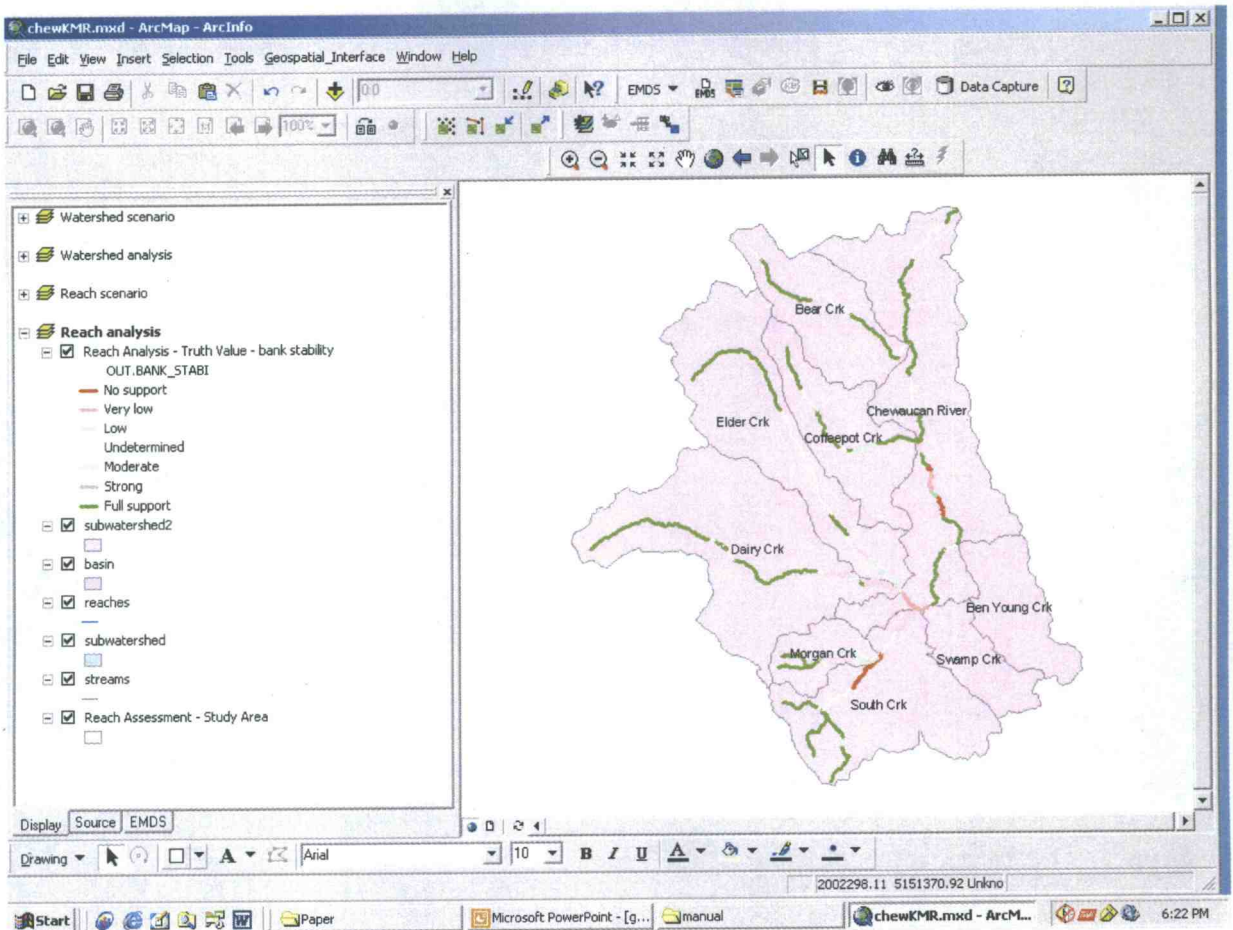 chewKMR.mxd - ArcMap - ArcInfo
File Edit View Insert Selection Tools Geospatial_Interface Window Help
0.0
EMDS
EMDS
Data Capture
100%
Watershed scenario
Watershed analysis
Reach scenario
Reach analysis
Reach Analysis - Truth Value - bank stability
OUT.BANK_STABI
No support
Very low
Low
Undetermined
Moderate
Strong
Full support
subwatershed2
basin
reaches
subwatershed
streams
Reach Assessment - Study Area
Bear Crk
Chewaucan River
Elder Crk
Coffeepot Crk
Dairy Crk
Ben Young Crk
Morgan Crk
Swamp Crk
South Crk
Display Source EMDS
Drawing A Arial 10 B I U A
2002298.11 5151370.92 Unkno
Start Paper Microsoft PowerPoint - [g... manual chewKMR.mxd - ArcM... 6:22 PM